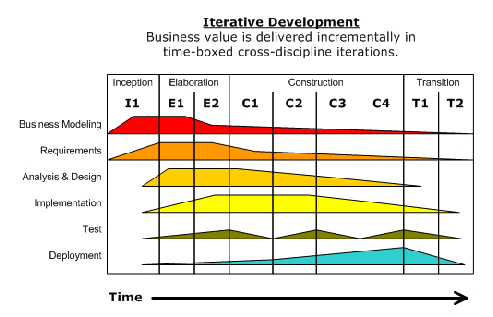 Iterative Development
Business value is delivered incrementally in
time-boxed cross-discipline iterations.
Inception Elaboration Construction Transition
I1 E1 E2 C1 C2 C3 C4 T1 T2
Business Modeling
Requirements
Analysis & Design
Implementation
Test
Deployment
Time